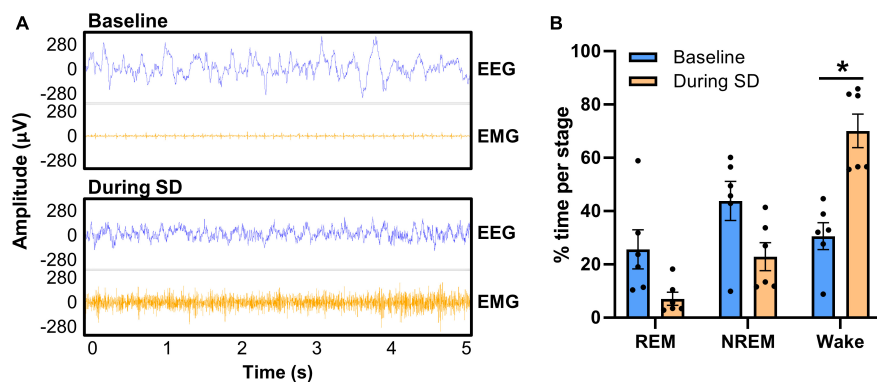 A
Baseline
280
0
-280
EEG
280
0
-280
EMG
During SD
280
0
-280
EEG
280
0
-280
EMG
Amplitude (μV)
0 1 2 3 4 5
Time (s)
B
Baseline
During SD
*
% time per stage
100
80
60
40
20
0
REM NREM Wake